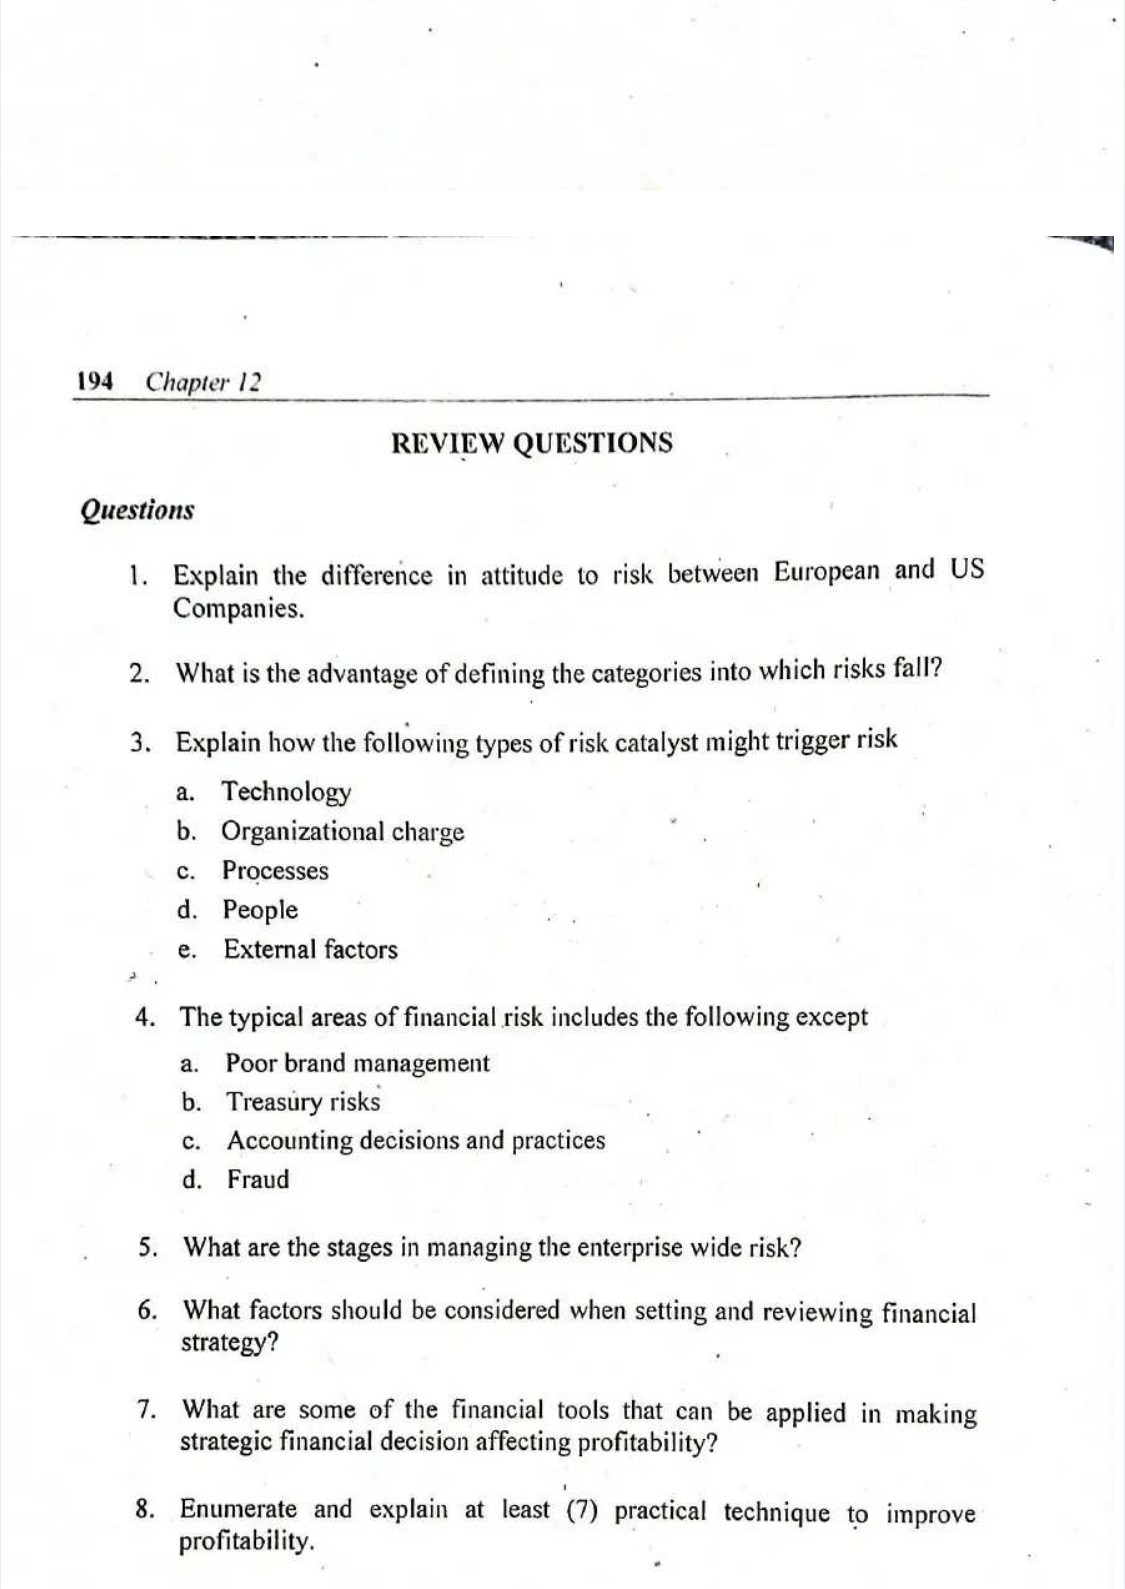 194 Chapter 12
REVIEW QUESTIONS
Questions
1. Explain the difference in attitude to risk between European and US
Companies.
2. What is the advantage of defining the categories into which risks fall?
3. Explain how the following types of risk catalyst might trigger risk
a. Technology
b. Organizational charge
c. Processes
d. People
e. External factors
4. The typical areas of financial risk includes the following except
a. Poor brand management
b. Treasury risks
c. Accounting decisions and practices
d. Fraud
5. What are the stages in managing the enterprise wide risk?
6. What factors should be considered when setting and reviewing financial
strategy?
7. What are some of the financial tools that can be applied in making
strategic financial decision affecting profitability?
8. Enumerate and explain at least (7) practical technique to improve
profitability.